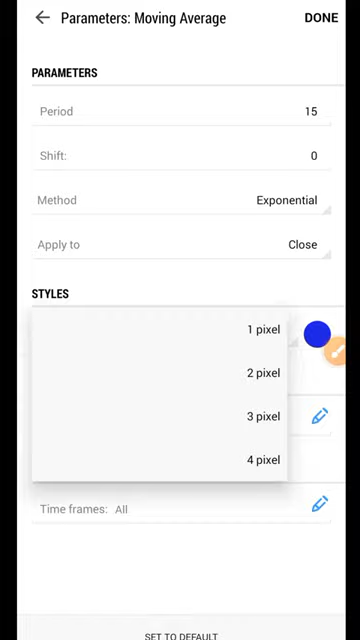 Parameters: Moving Average
DONE
PARAMETERS
Period 15
Shift: 0
Method Exponential
Apply to Close
STYLES
1 pixel
2 pixel
3 pixel
4 pixel
Time frames: All
SET TO DEFAULT